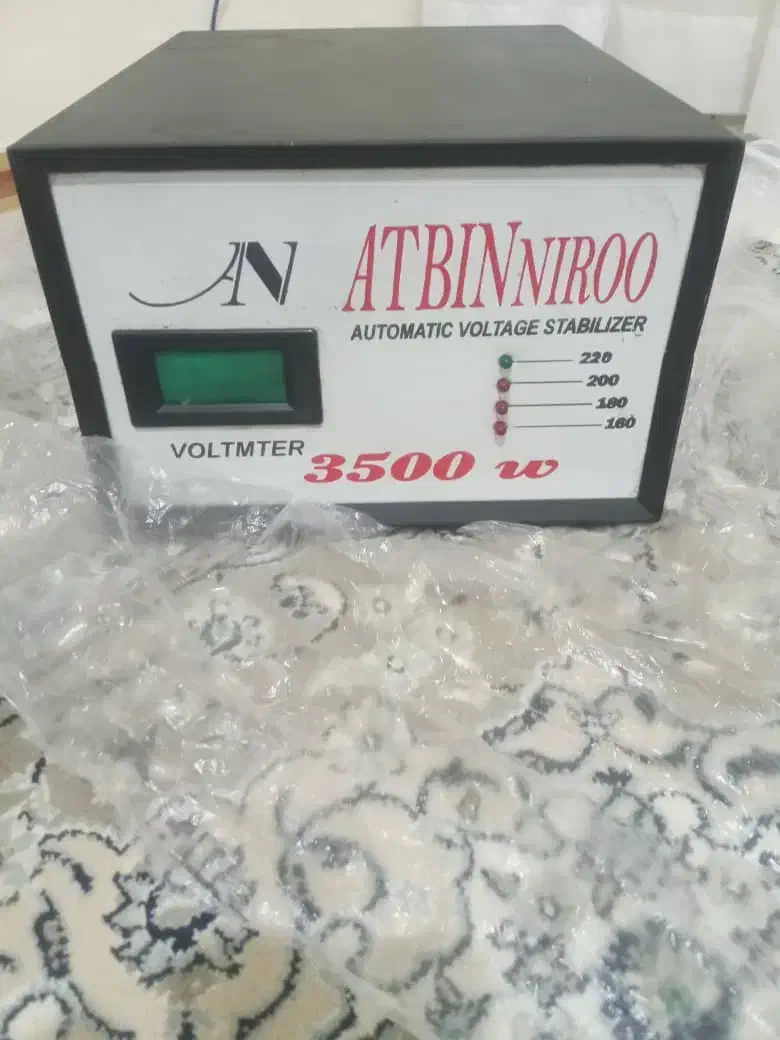 AN
ATBINNIROO
AUTOMATIC VOLTAGE STABILIZER
220
200
180
160
VOLTMTER
3500 w